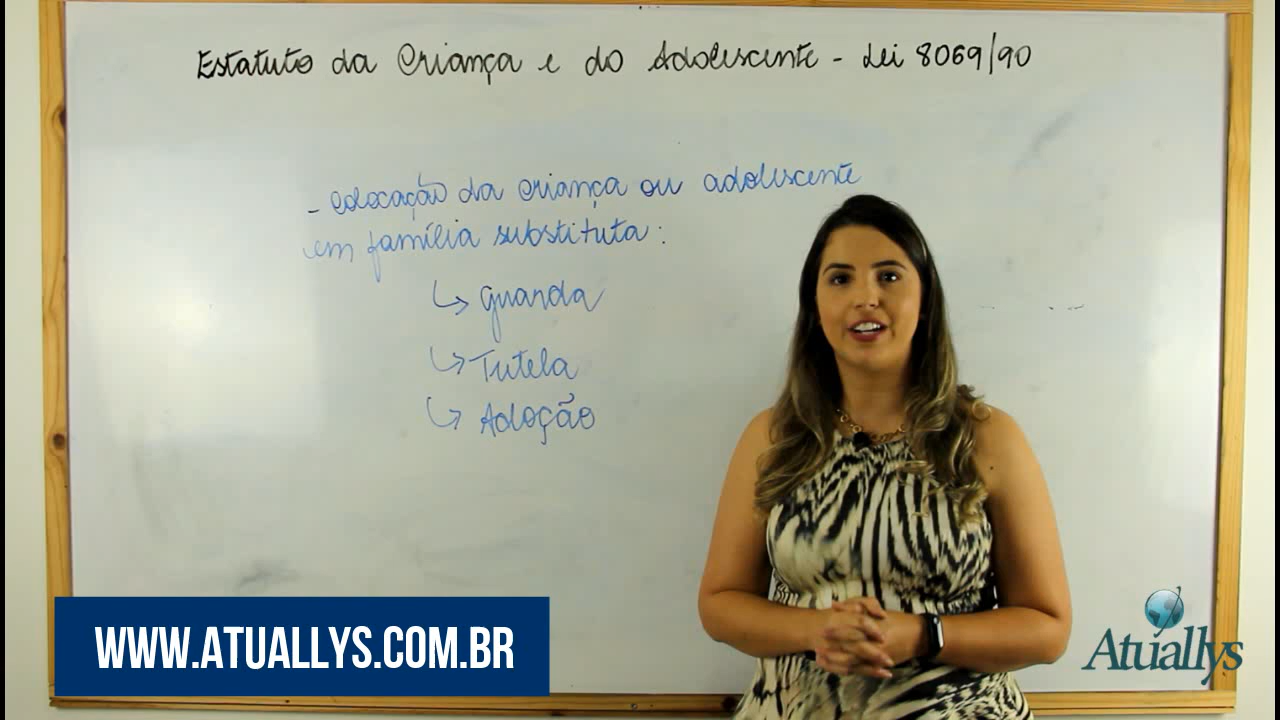 Estatuto da Criança e do Adolescente - Lei 8069/90
- Colocação da criança ou adolescente
em família substituta:
↳ guarda
↳ Tutela
↳ Adoção
WWW.ATUALLYS.COM.BR
Atuallys